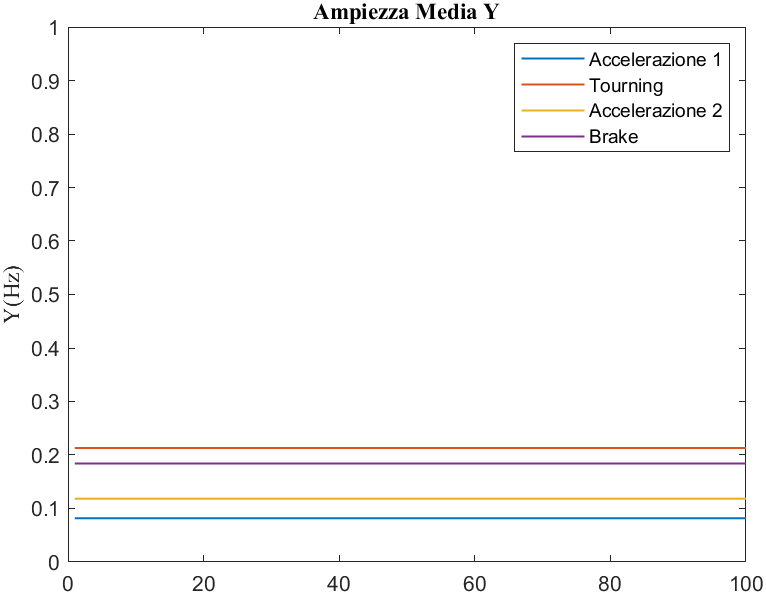 Ampiezza Media Y
1
0.9
0.8
0.7
0.6
0.5
0.4
0.3
0.2
0.1
0
Y(Hz)
Accelerazione 1
Tourning
Accelerazione 2
Brake
0 20 40 60 80 100